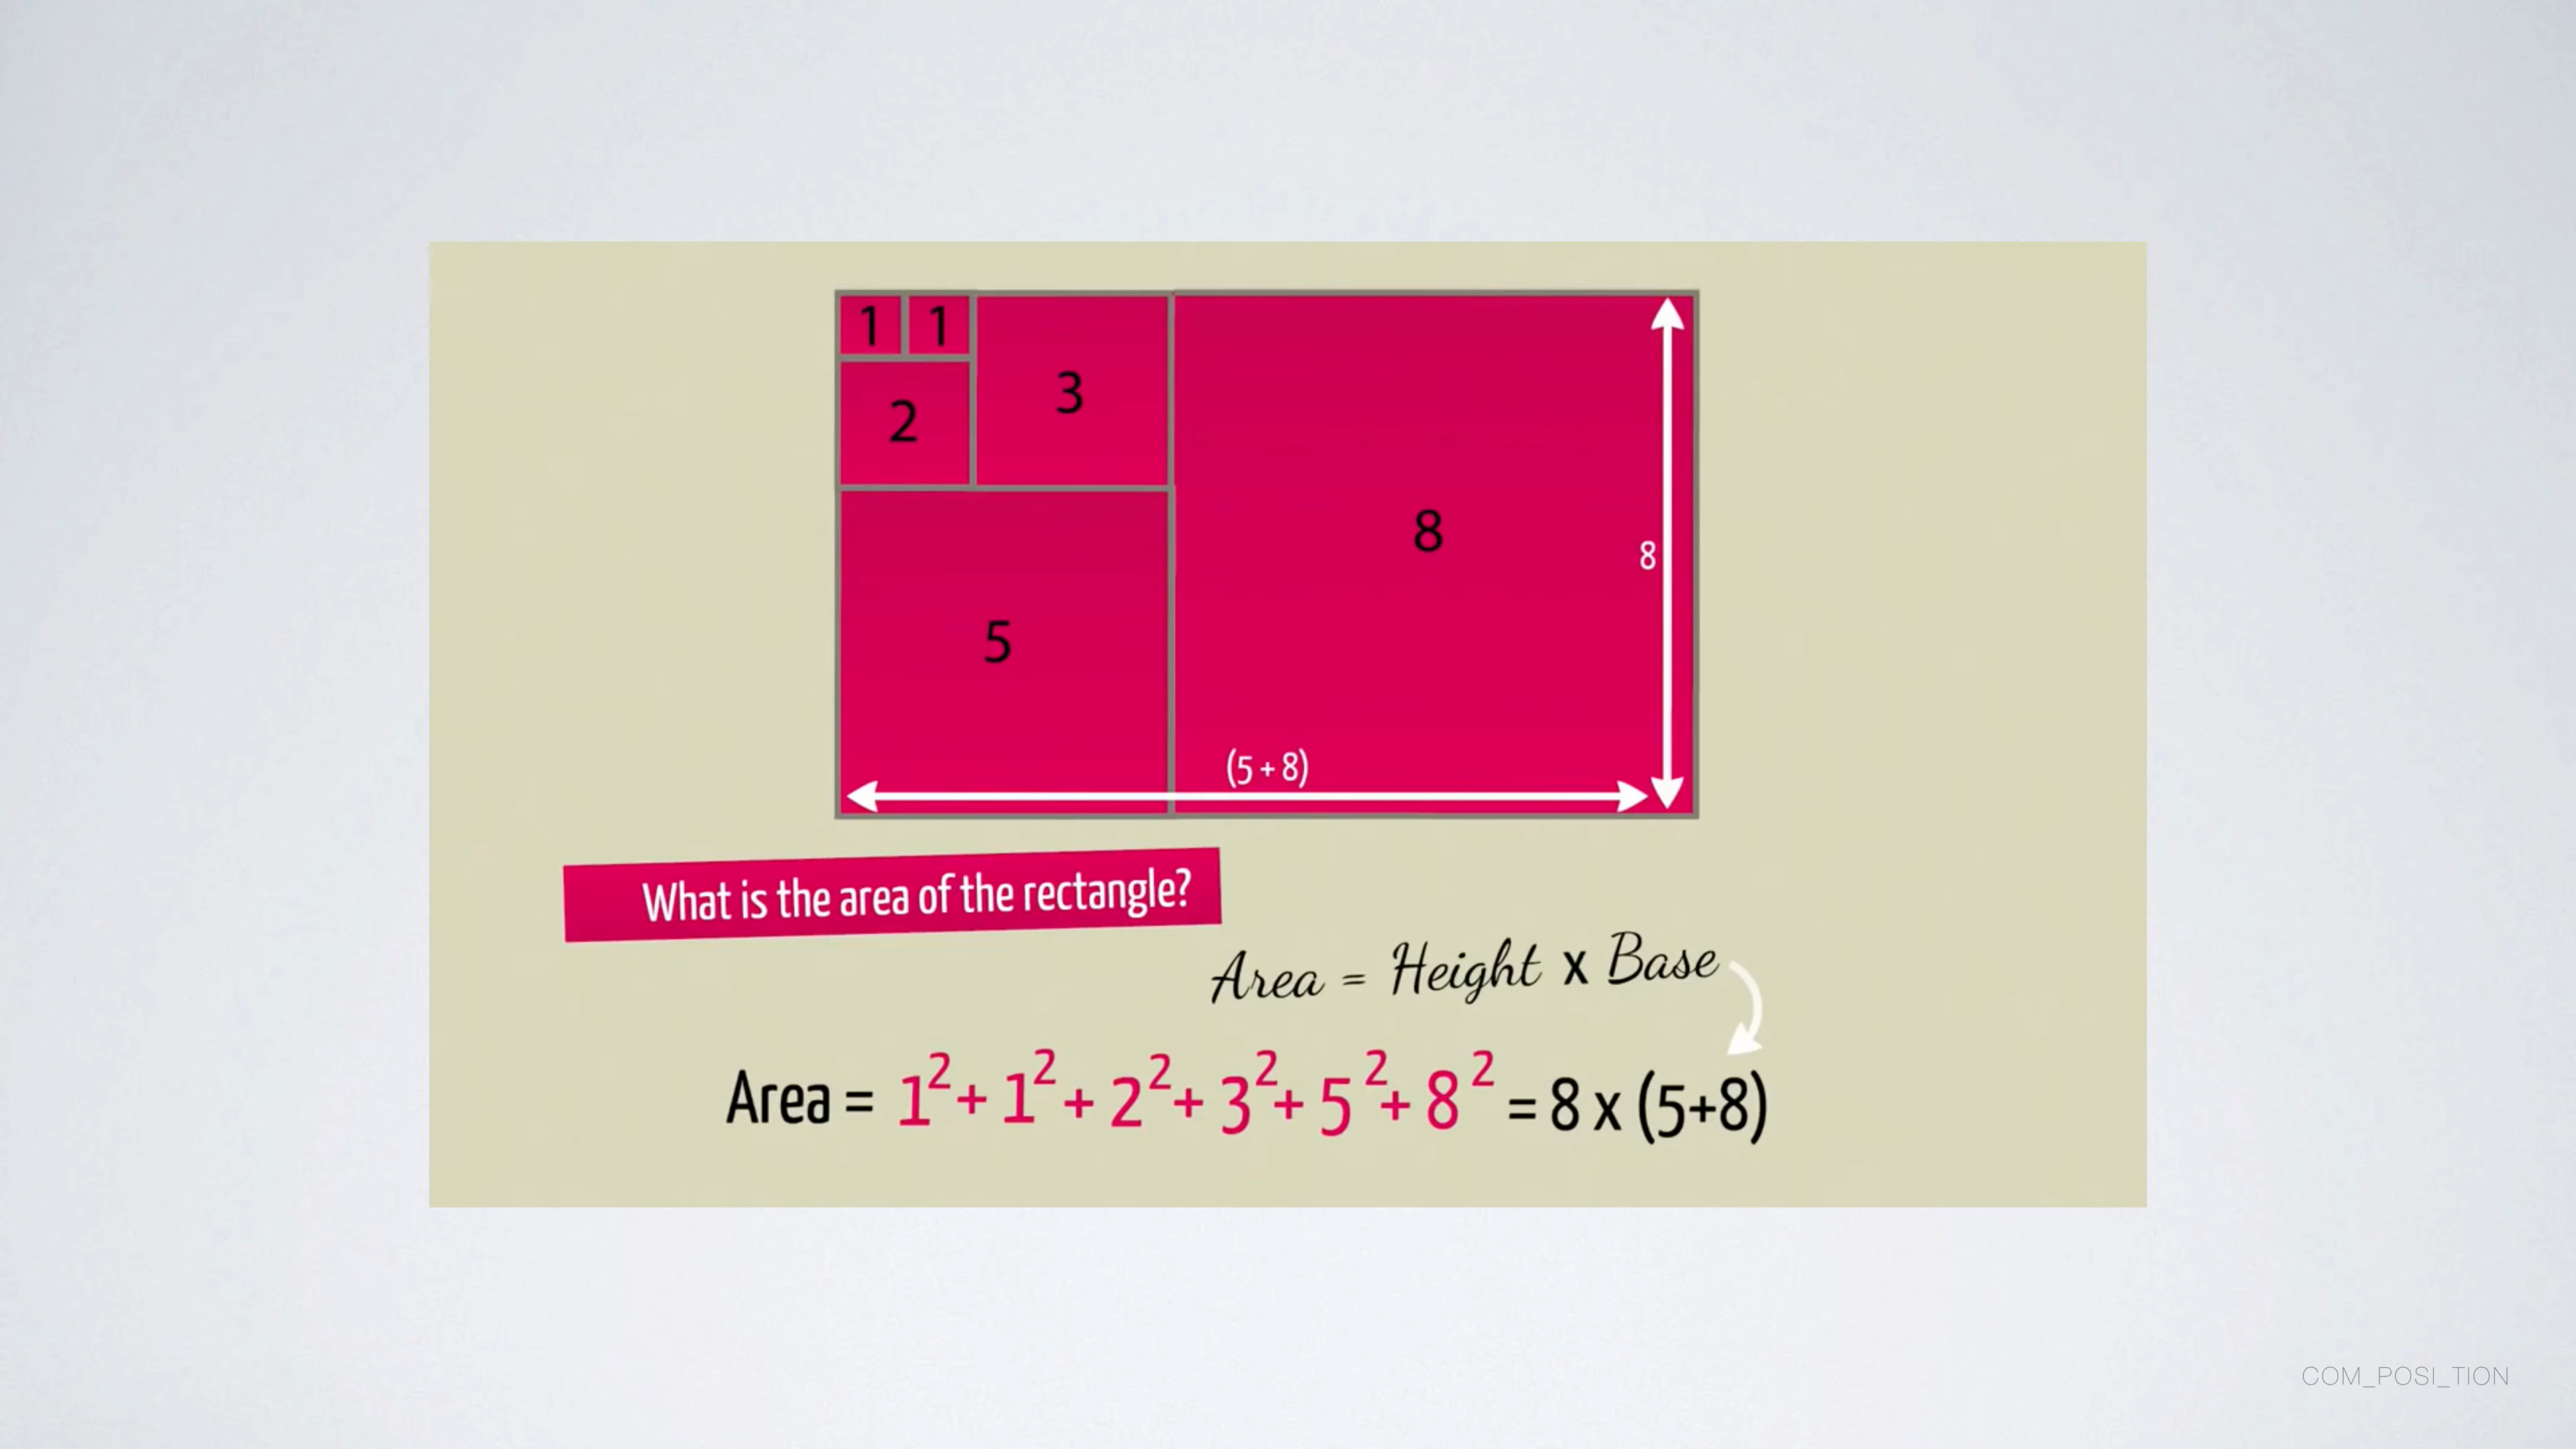 1 1
3
2
8
8
5
(5 + 8)
What is the area of the rectangle?
Area = Height x Base
Area = 1² + 1² + 2² + 3² + 5² + 8² = 8 x (5+8)
COM_POSI_TION